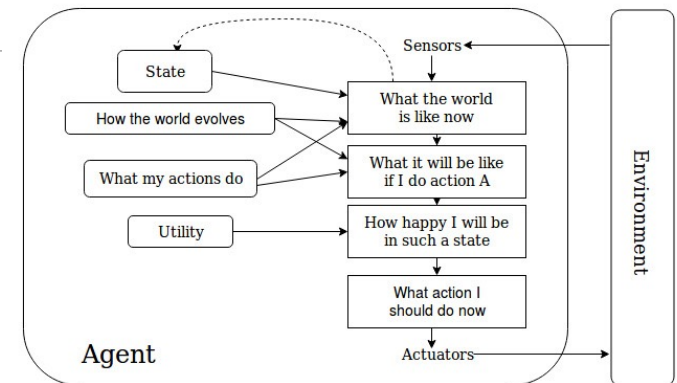 Sensors
State
What the world
is like now
How the world evolves
What it will be like
if I do action A
What my actions do
How happy I will be
in such a state
Utility
What action I
should do now
Agent
Actuators
Environment